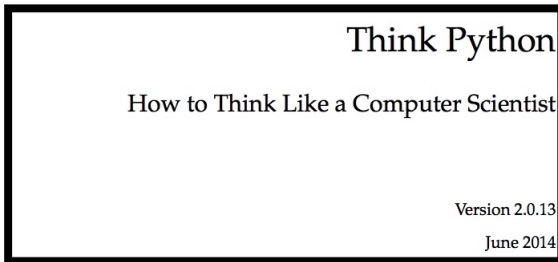 Think Python
How to Think Like a Computer Scientist
Version 2.0.13
June 2014